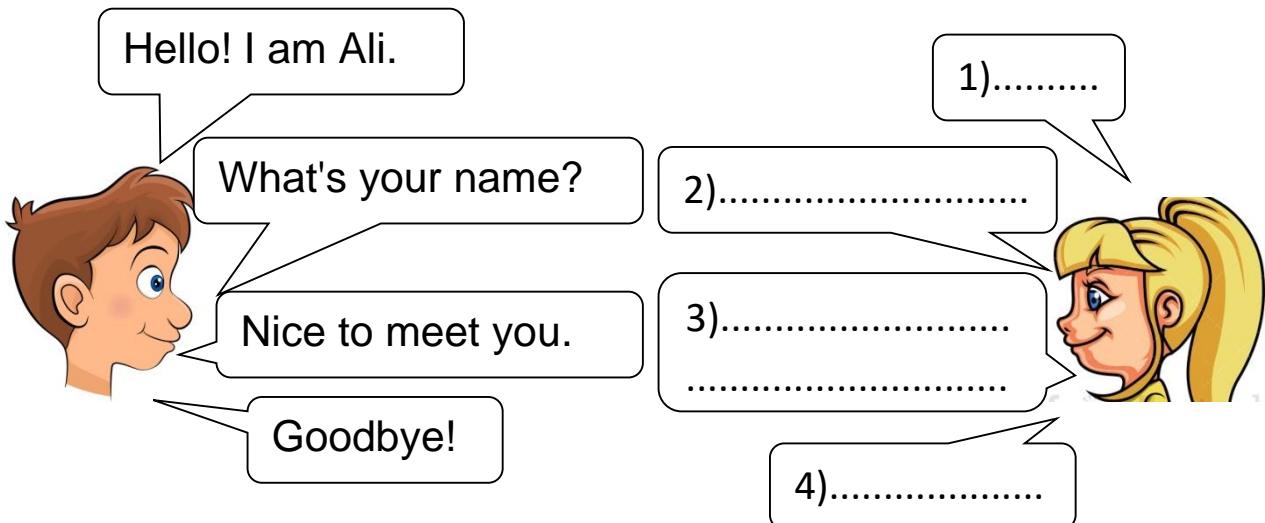 Hello! I am Ali.
1)..........
What's your name?
2).............................
Nice to meet you.
3)...........................
..............................
Goodbye!
4)....................